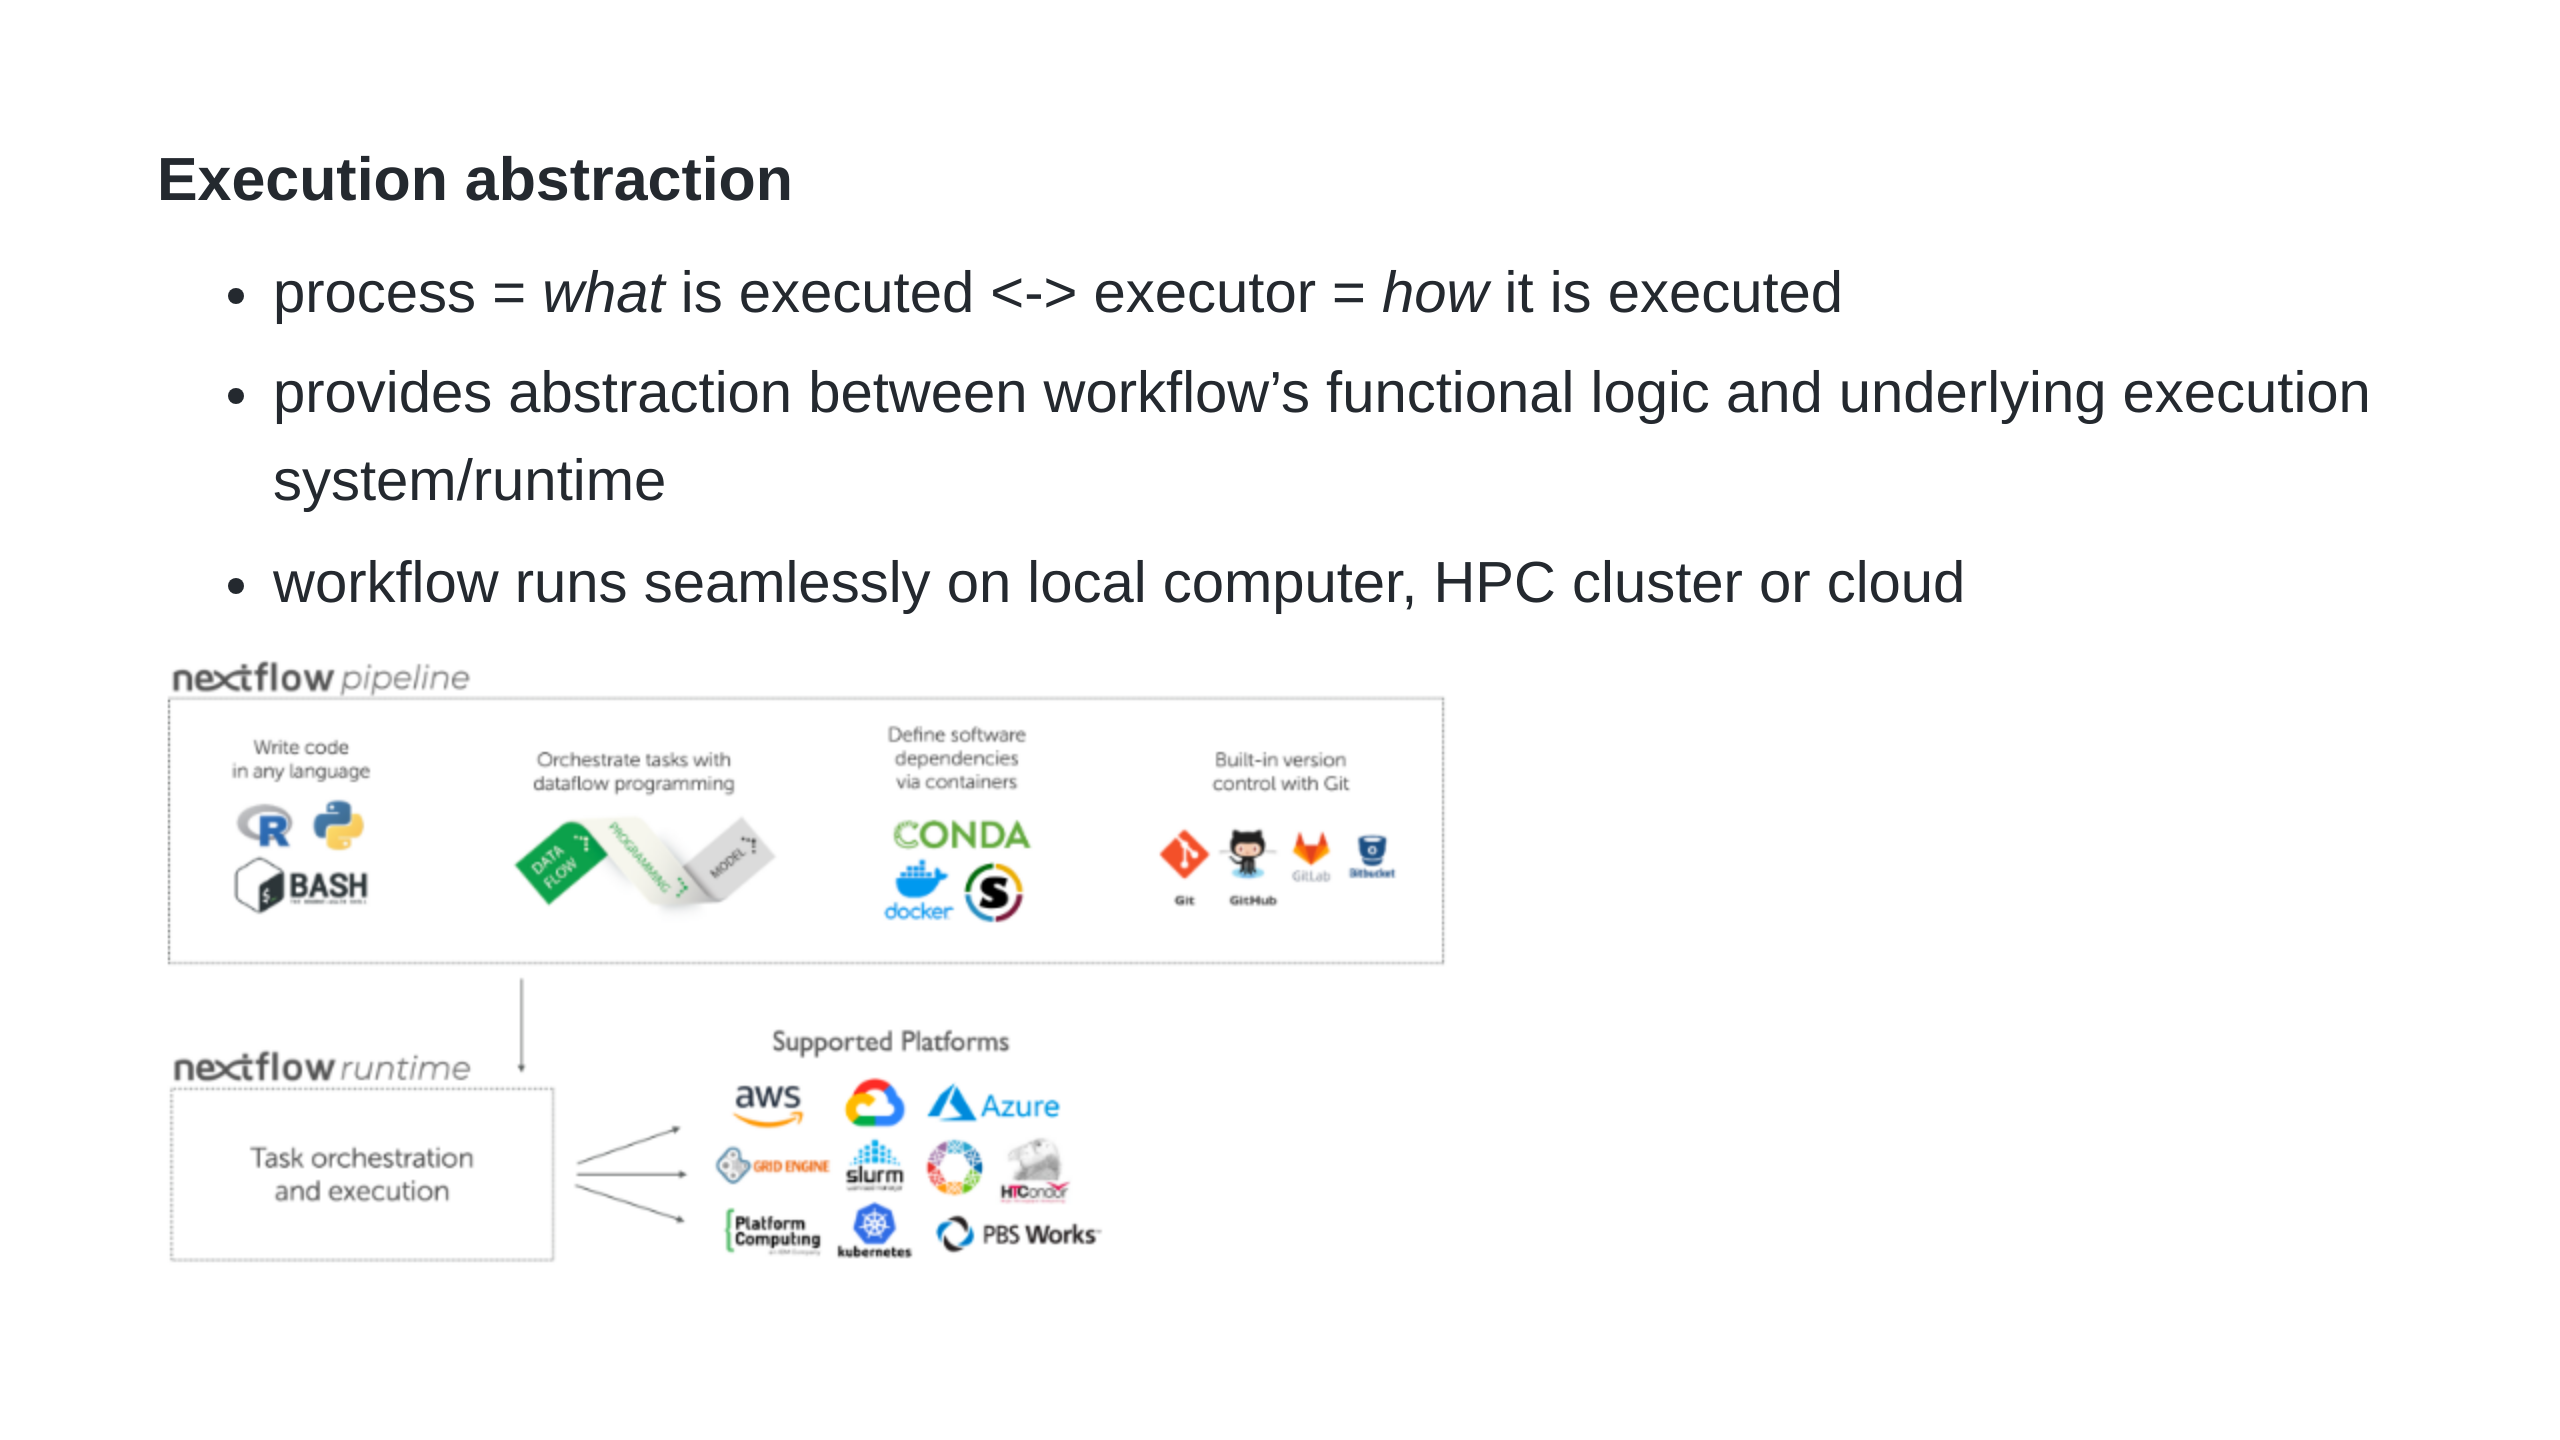 Execution abstraction
• process = what is executed <-> executor = how it is executed
• provides abstraction between workflow’s functional logic and underlying execution
system/runtime
• workflow runs seamlessly on local computer, HPC cluster or cloud
nextflow pipeline
Write code
in any language
R
BASH
Orchestrate tasks with
dataflow programming
DATA
FLOW
PROGRAMMING
MODEL
Define software
dependencies
via containers
CONDA
docker
S
Built-in version
control with Git
Git
GitHub
GitLab
Bitbucket
nextflow runtime
Task orchestration
and execution
Supported Platforms
aws
Azure
GRID ENGINE
slurm
HTCondor
Platform
Computing
kubernetes
PBS Works